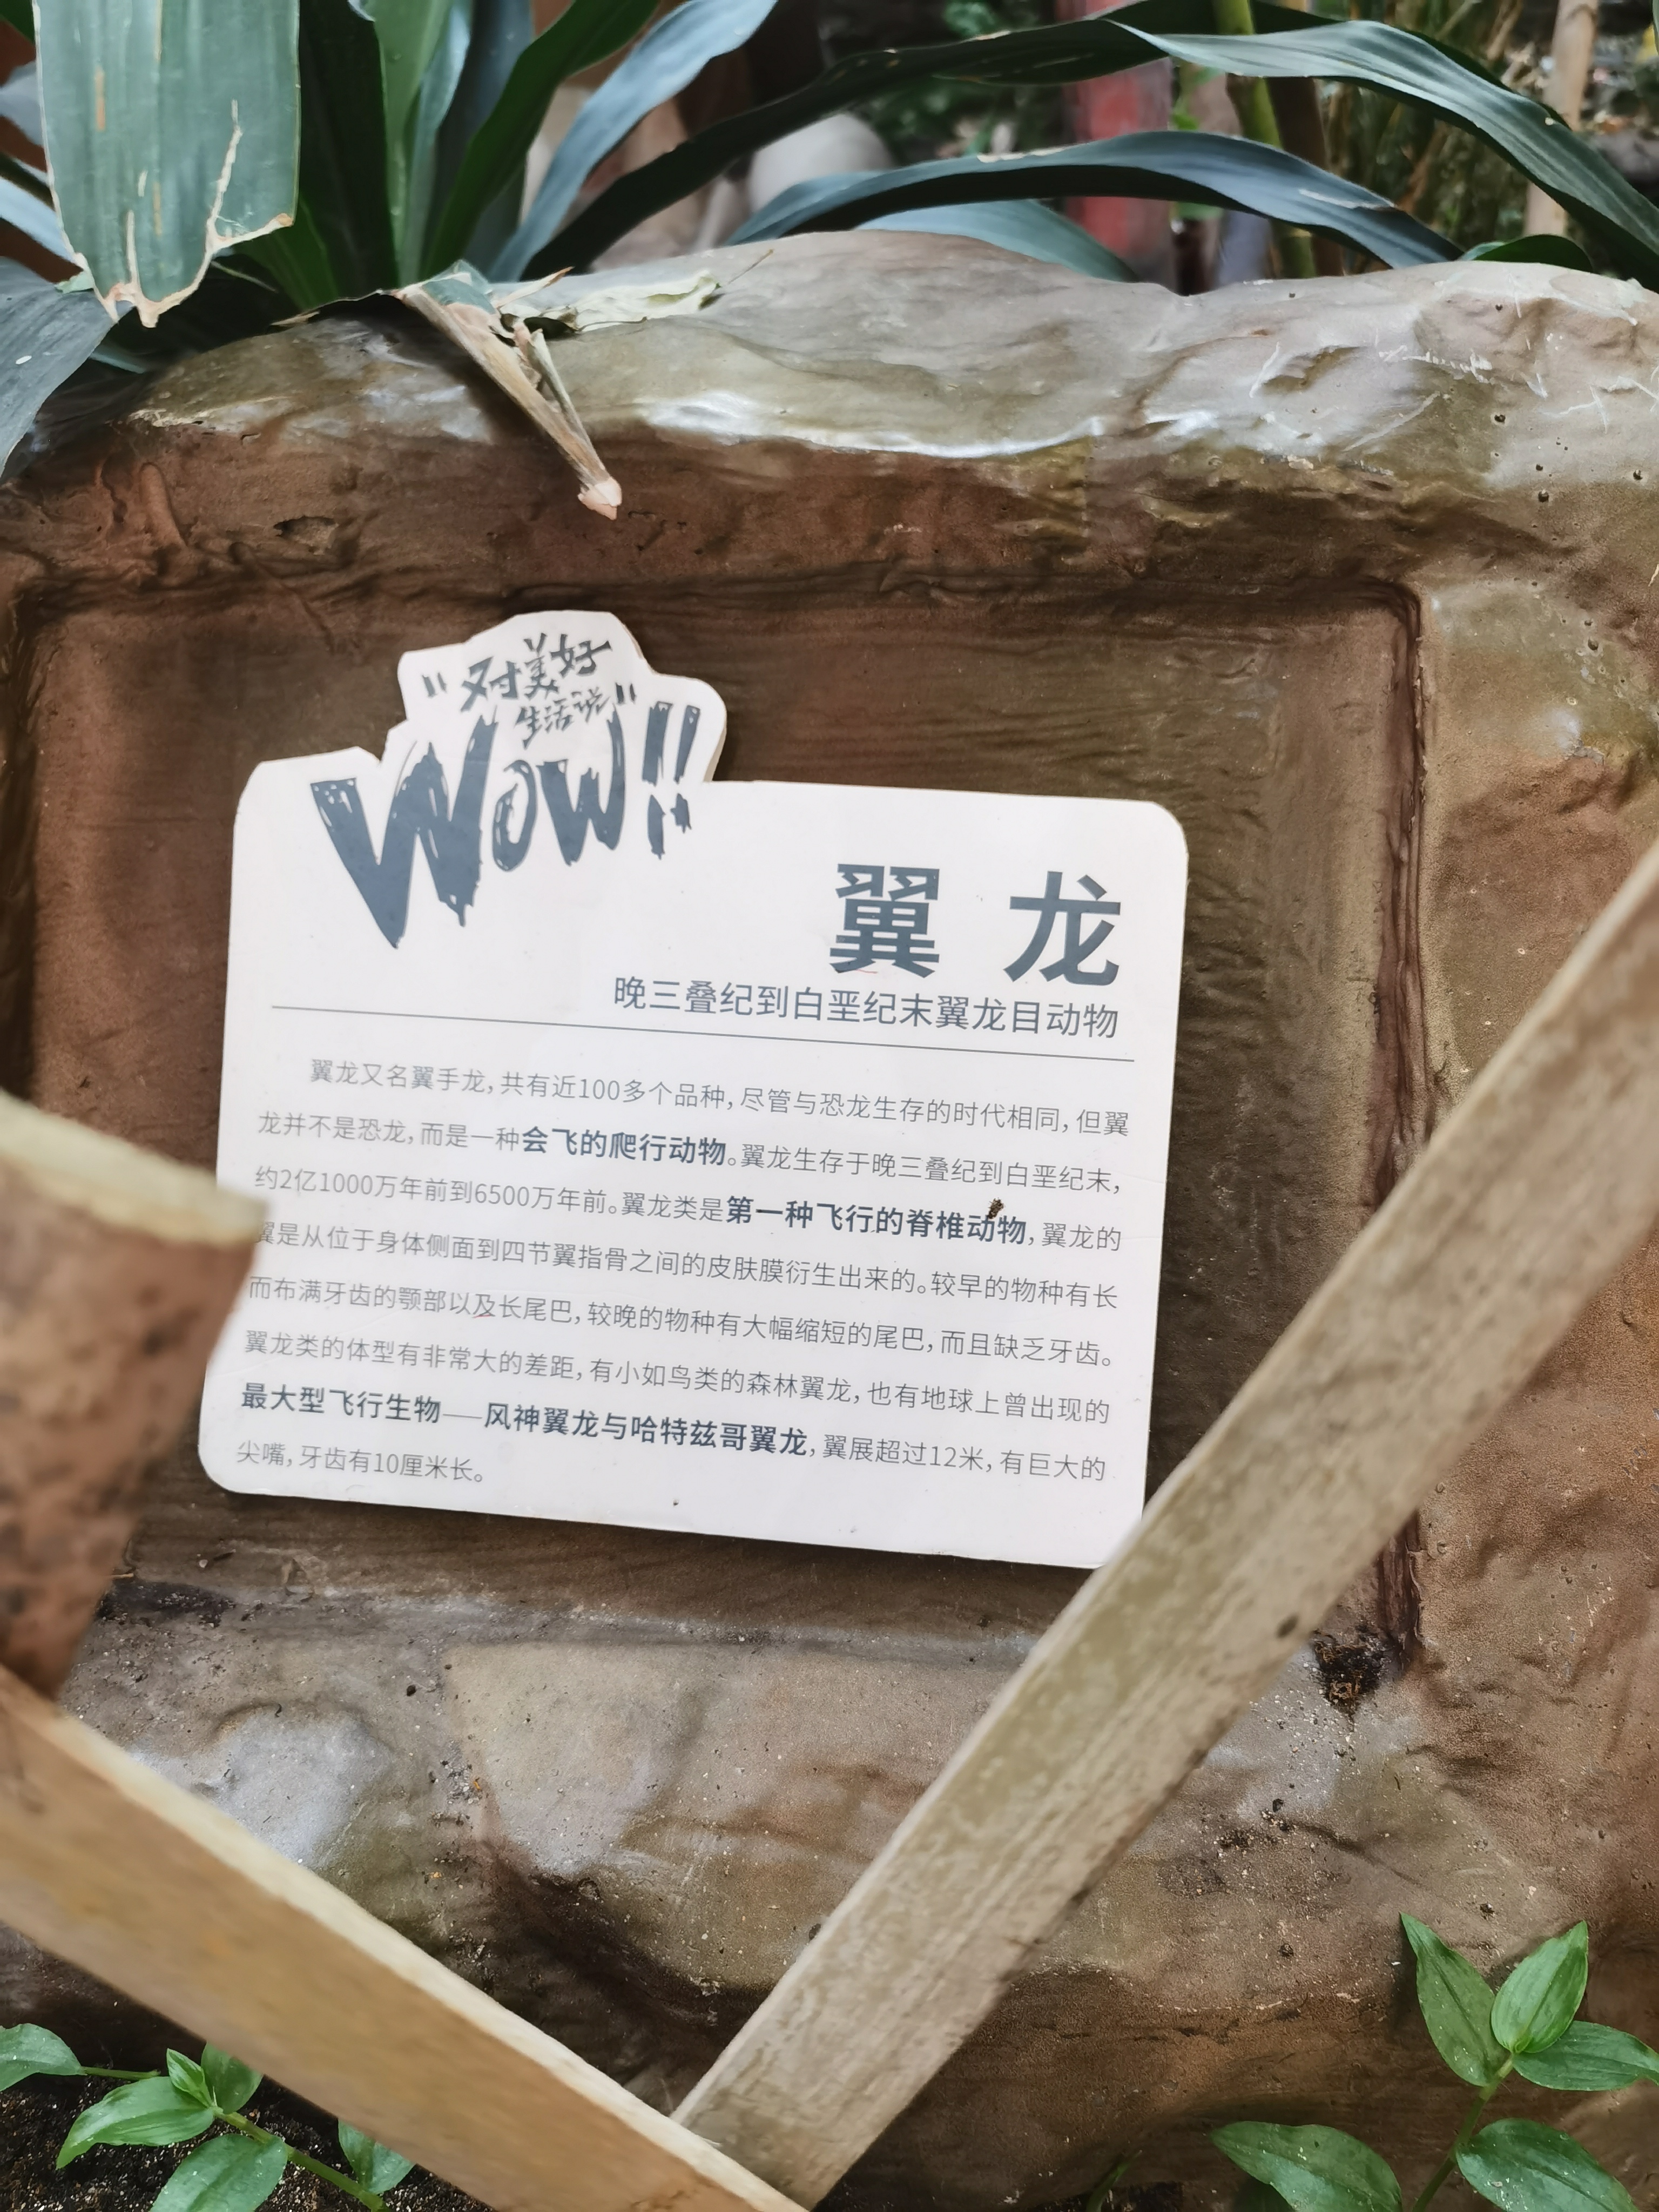 "对美好
生活说"
WOW!!
翼 龙
晚三叠纪到白垩纪末翼龙目动物
翼龙又名翼手龙，共有近100多个品种，尽管与恐龙生存的时代相同，但翼
龙并不是恐龙，而是一种会飞的爬行动物。翼龙生存于晚三叠纪到白垩纪末，
约2亿1000万年前到6500万年前。翼龙类是第一种飞行的脊椎动物，翼龙的
翼是从位于身体侧面到四节翼指骨之间的皮肤膜衍生出来的。较早的物种有长
而布满牙齿的颚部以及长尾巴，较晚的物种有大幅缩短的尾巴，而且缺乏牙齿。
翼龙类的体型有非常大的差距，有小如鸟类的森林翼龙，也有地球上曾出现的
最大型飞行生物——风神翼龙与哈特兹哥翼龙，翼展超过12米，有巨大的
尖嘴，牙齿有10厘米长。